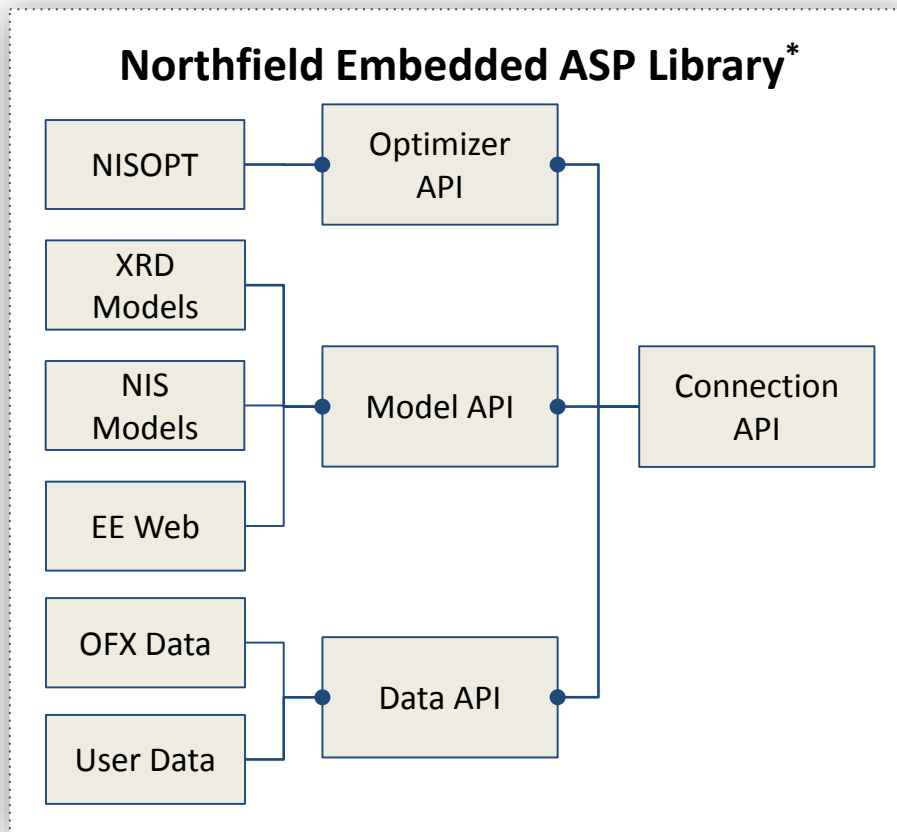 Northfield Embedded ASP Library*
NISOPT
Optimizer
API
XRD
Models
NIS
Models
Model API
Connection
API
EE Web
OFX Data
Data API
User Data